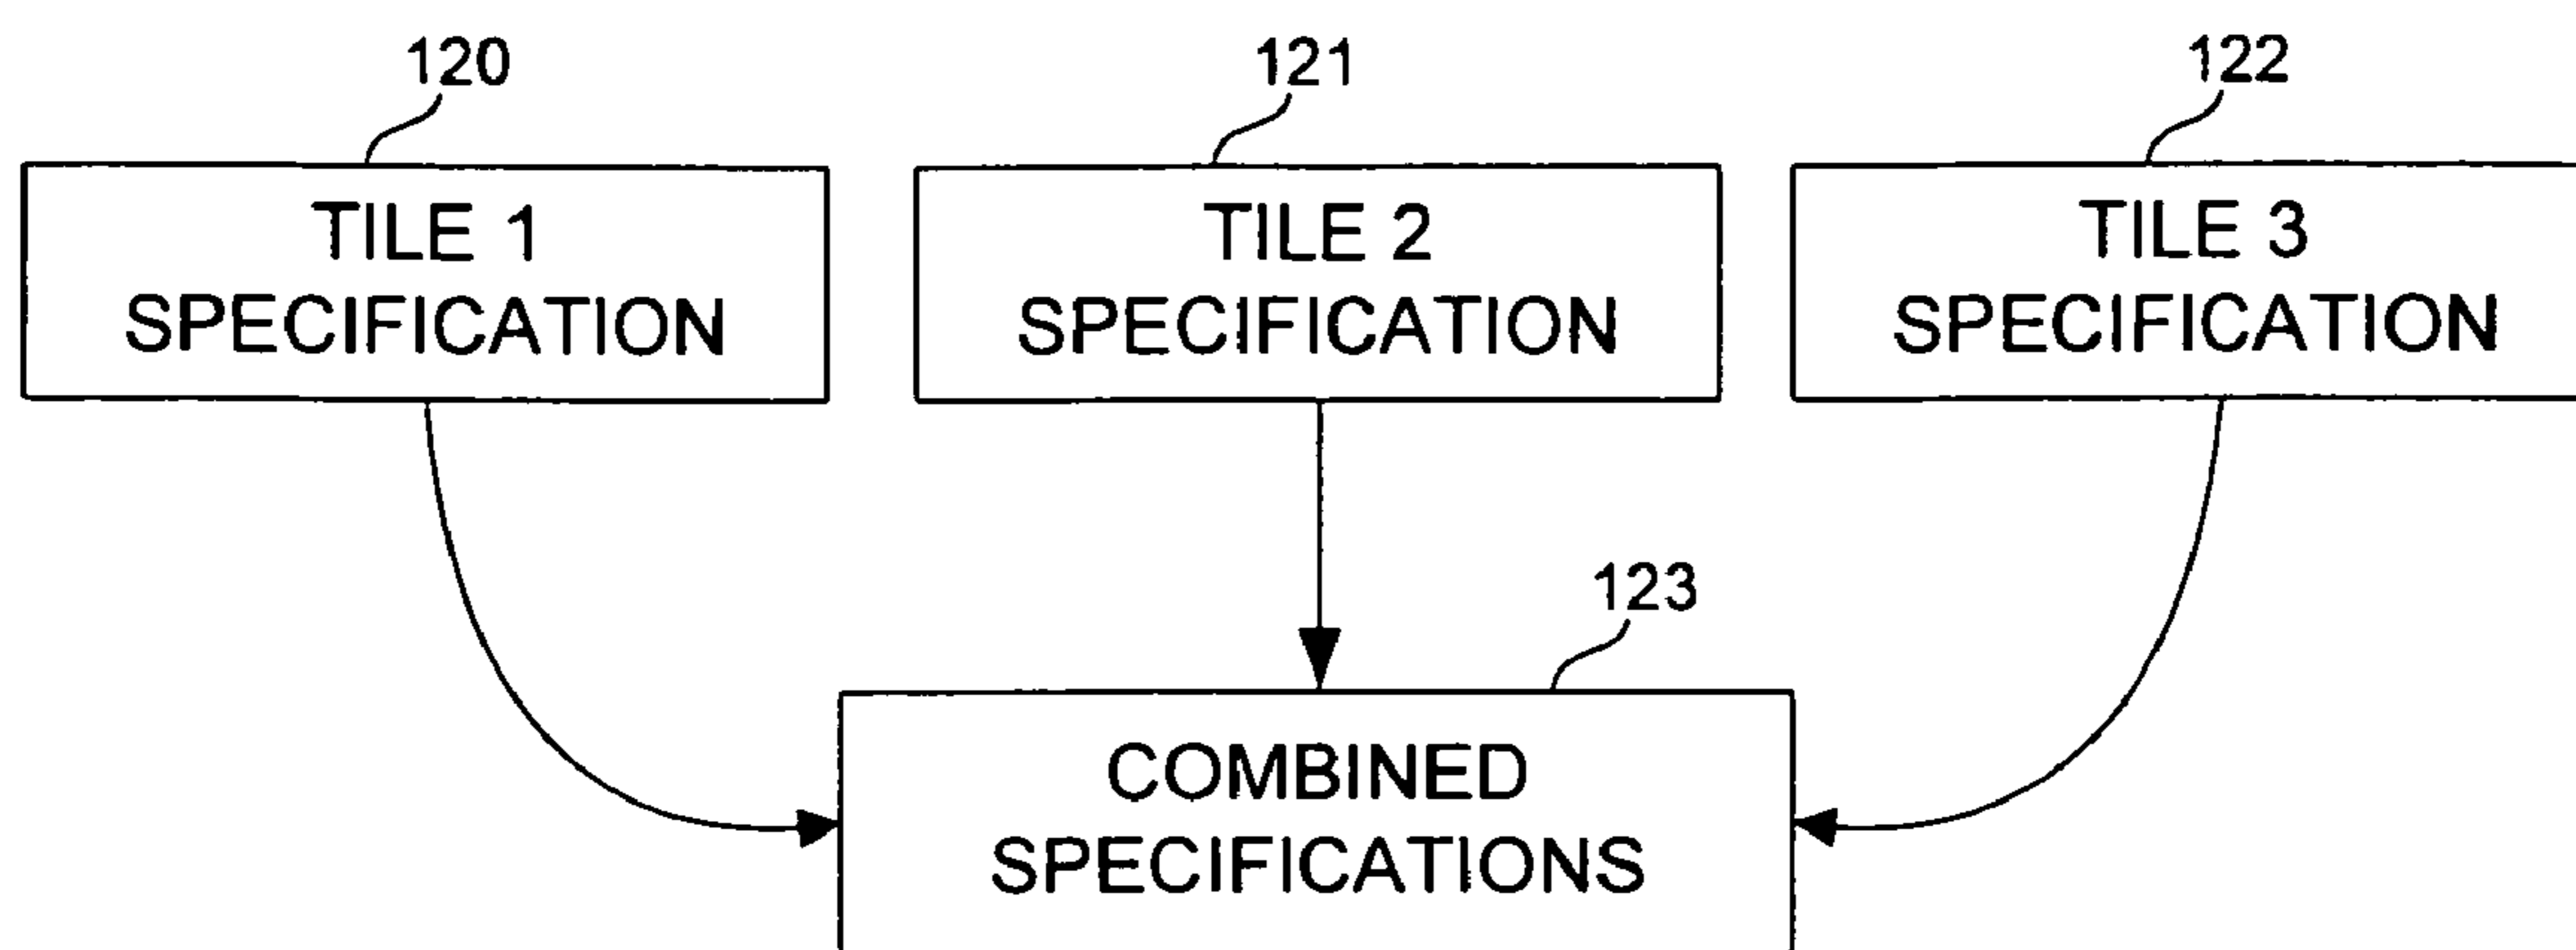 120
121
122
TILE 1
SPECIFICATION
TILE 2
SPECIFICATION
TILE 3
SPECIFICATION
123
COMBINED
SPECIFICATIONS